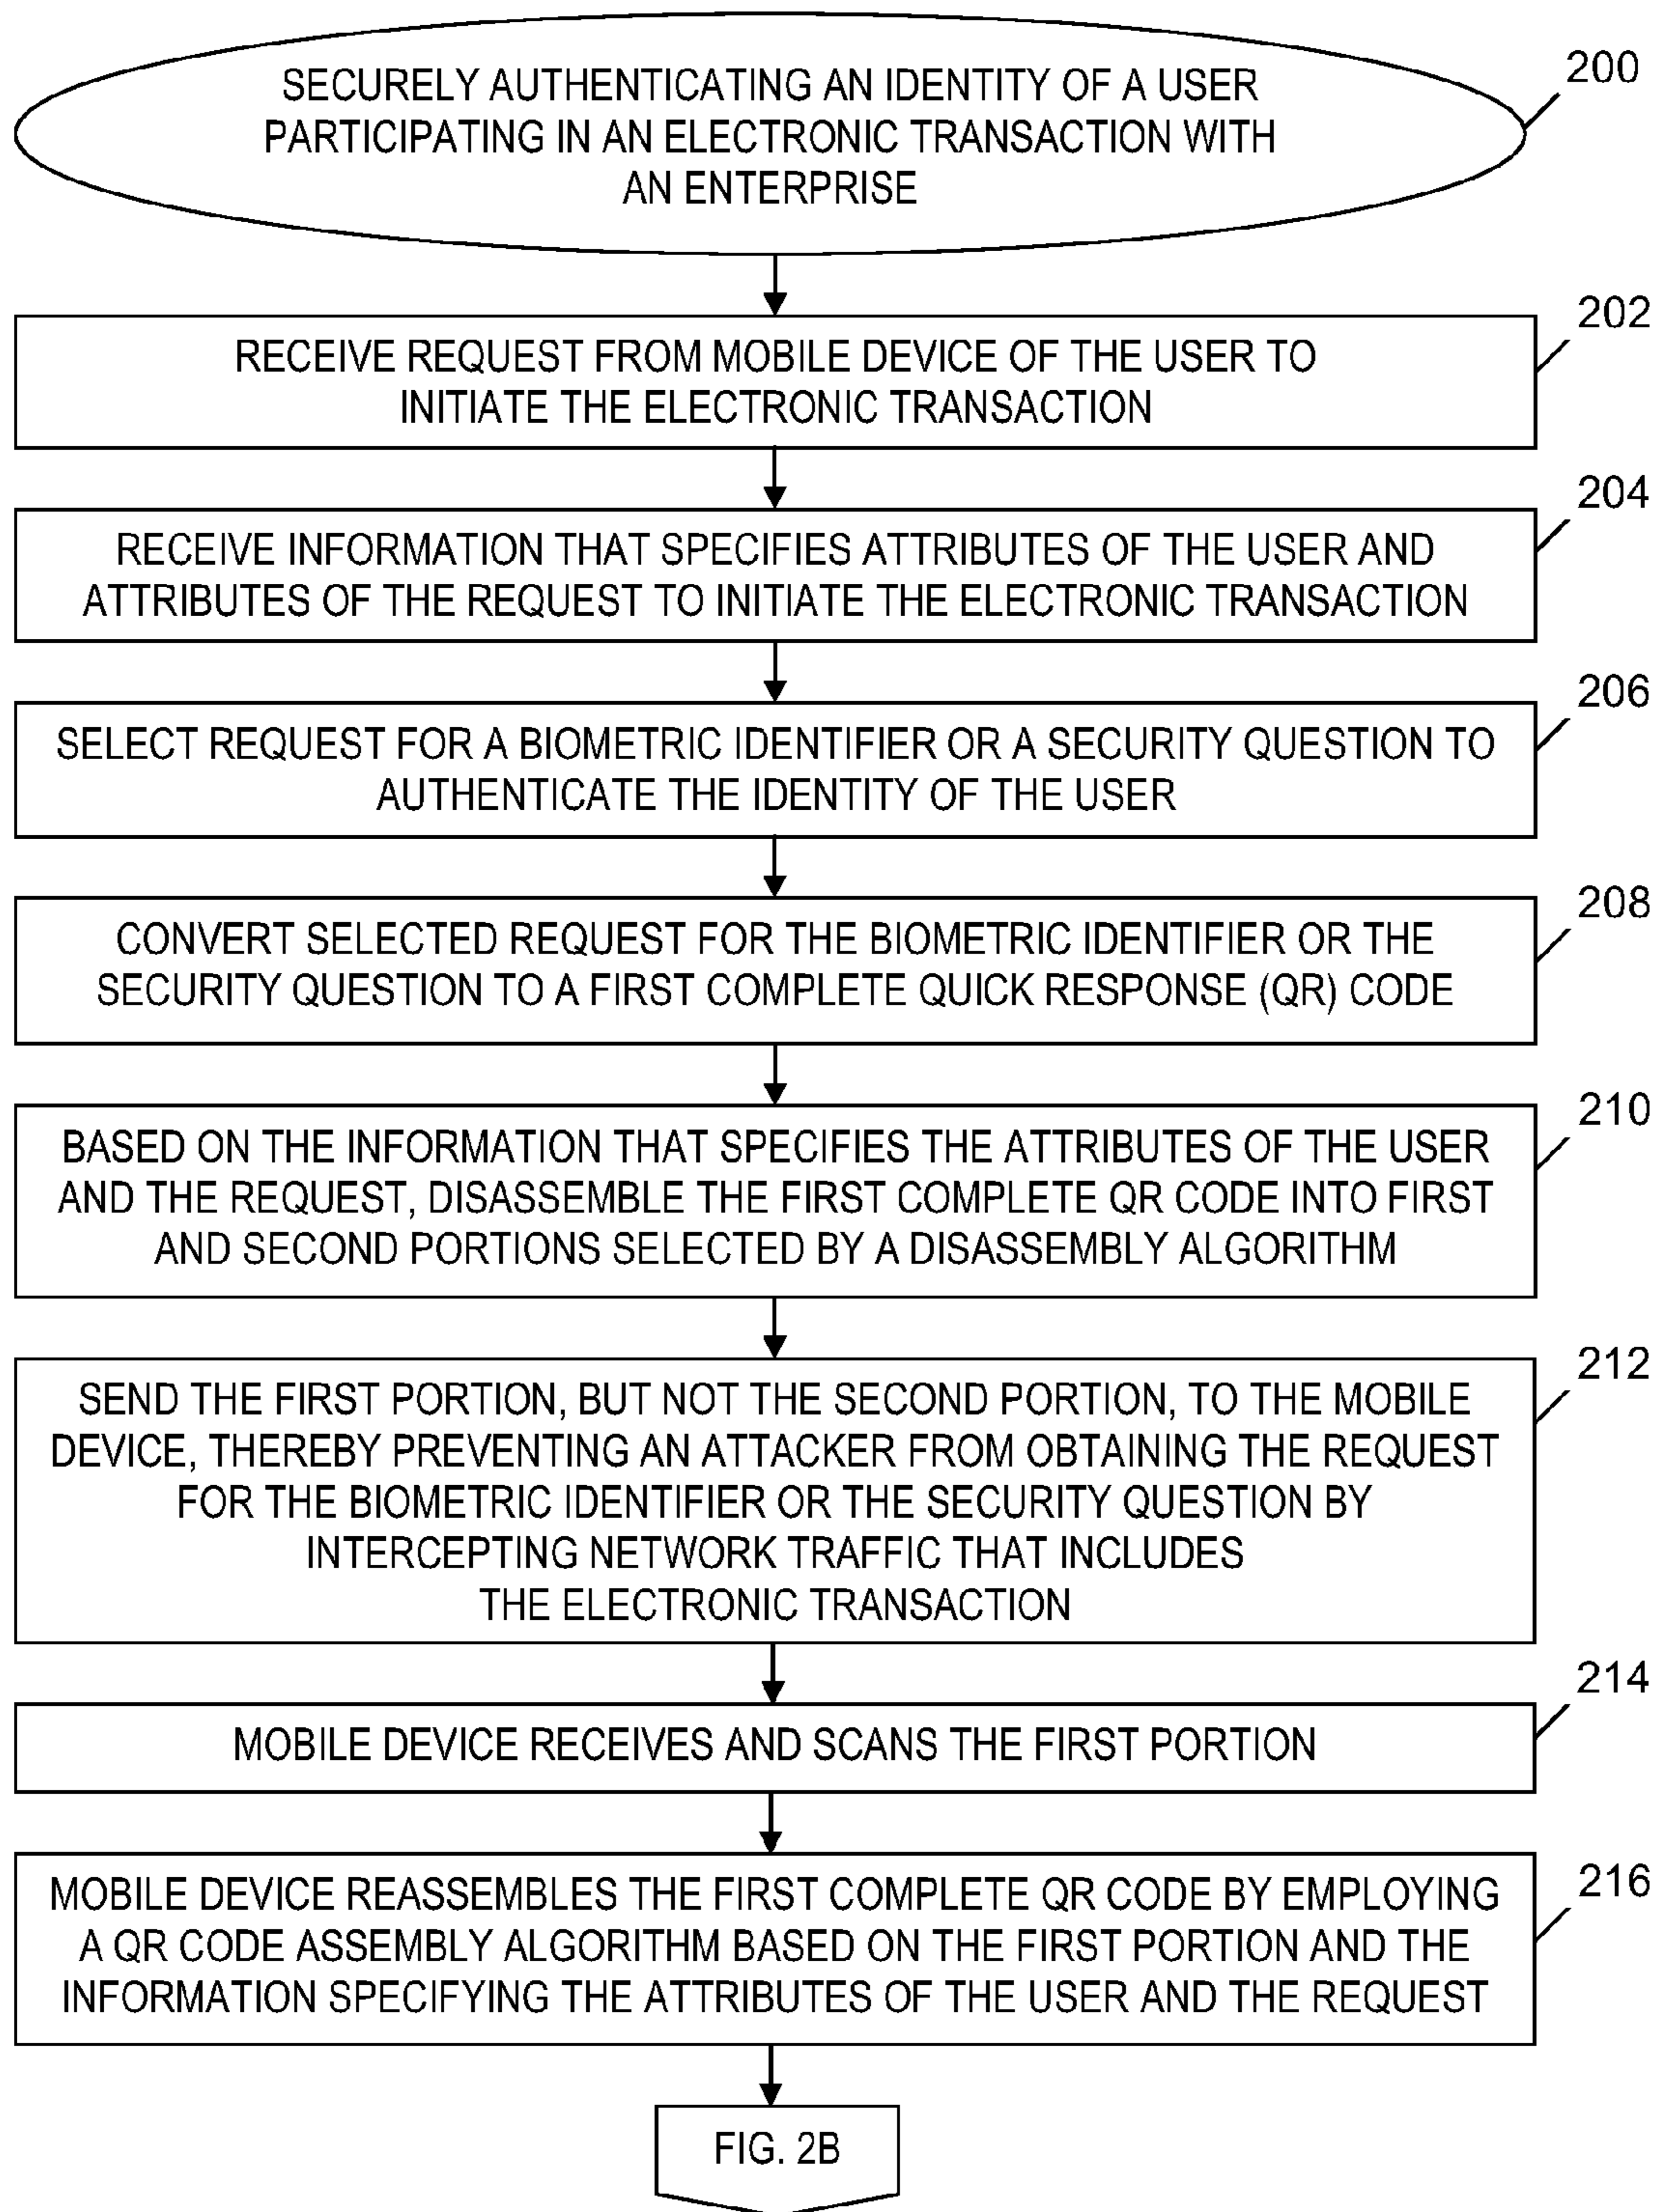 SECURELY AUTHENTICATING AN IDENTITY OF A USER
PARTICIPATING IN AN ELECTRONIC TRANSACTION WITH
AN ENTERPRISE
200
202
RECEIVE REQUEST FROM MOBILE DEVICE OF THE USER TO
INITIATE THE ELECTRONIC TRANSACTION
204
RECEIVE INFORMATION THAT SPECIFIES ATTRIBUTES OF THE USER AND
ATTRIBUTES OF THE REQUEST TO INITIATE THE ELECTRONIC TRANSACTION
206
SELECT REQUEST FOR A BIOMETRIC IDENTIFIER OR A SECURITY QUESTION TO
AUTHENTICATE THE IDENTITY OF THE USER
208
CONVERT SELECTED REQUEST FOR THE BIOMETRIC IDENTIFIER OR THE
SECURITY QUESTION TO A FIRST COMPLETE QUICK RESPONSE (QR) CODE
210
BASED ON THE INFORMATION THAT SPECIFIES THE ATTRIBUTES OF THE USER
AND THE REQUEST, DISASSEMBLE THE FIRST COMPLETE QR CODE INTO FIRST
AND SECOND PORTIONS SELECTED BY A DISASSEMBLY ALGORITHM
212
SEND THE FIRST PORTION, BUT NOT THE SECOND PORTION, TO THE MOBILE
DEVICE, THEREBY PREVENTING AN ATTACKER FROM OBTAINING THE REQUEST
FOR THE BIOMETRIC IDENTIFIER OR THE SECURITY QUESTION BY
INTERCEPTING NETWORK TRAFFIC THAT INCLUDES
THE ELECTRONIC TRANSACTION
214
MOBILE DEVICE RECEIVES AND SCANS THE FIRST PORTION
216
MOBILE DEVICE REASSEMBLES THE FIRST COMPLETE QR CODE BY EMPLOYING
A QR CODE ASSEMBLY ALGORITHM BASED ON THE FIRST PORTION AND THE
INFORMATION SPECIFYING THE ATTRIBUTES OF THE USER AND THE REQUEST
FIG. 2B